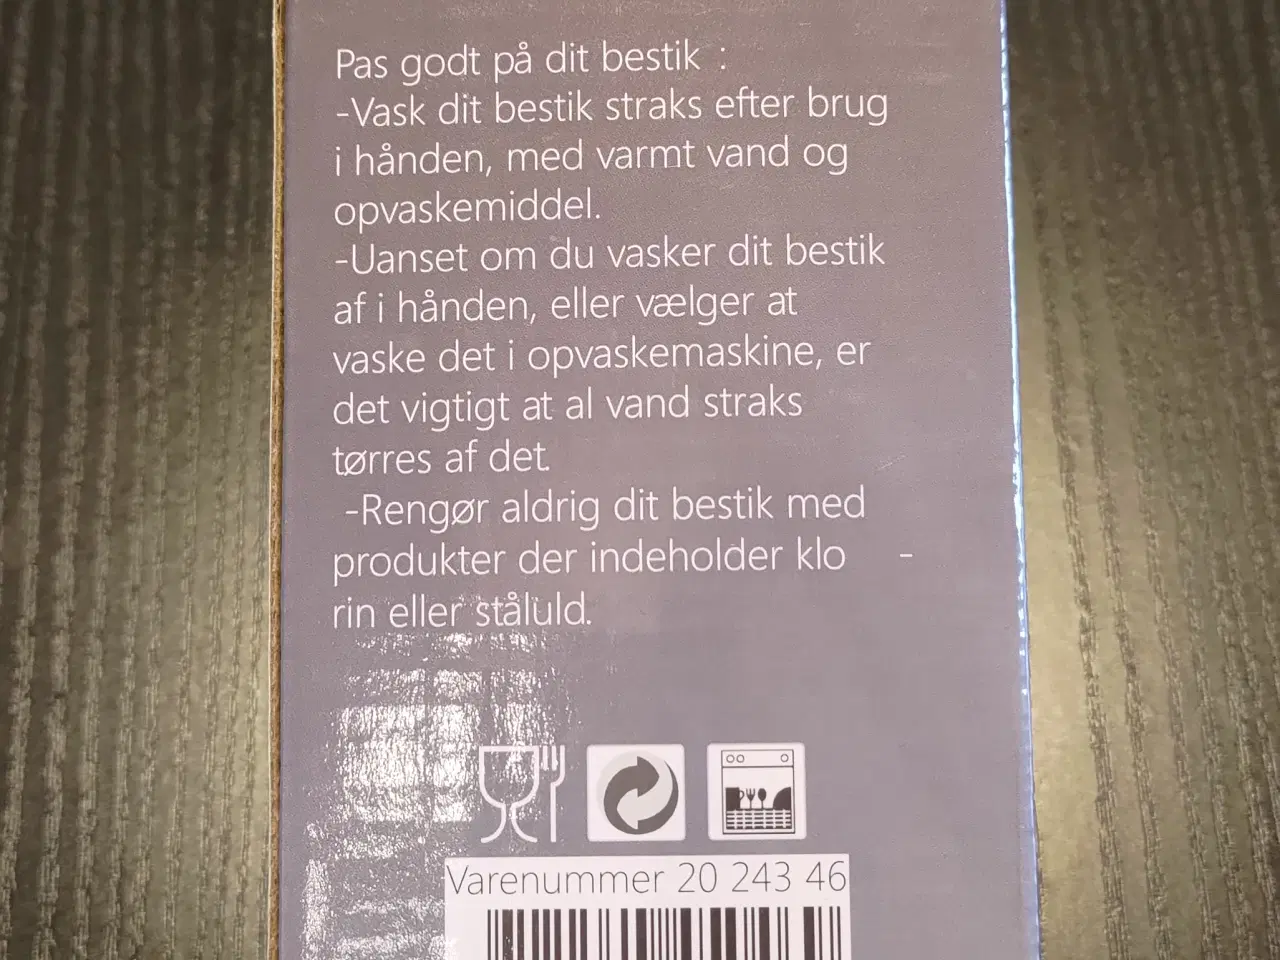 Pas godt på dit bestik :
-Vask dit bestik straks efter brug
i hånden, med varmt vand og
opvaskemiddel.
-Uanset om du vasker dit bestik
af i hånden, eller vælger at
vaske det i opvaskemaskine, er
det vigtigt at al vand straks
tørres af det.
-Rengør aldrig dit bestik med
produkter der indeholder klo -
rin eller ståluld.
Varenummer 20 243 46